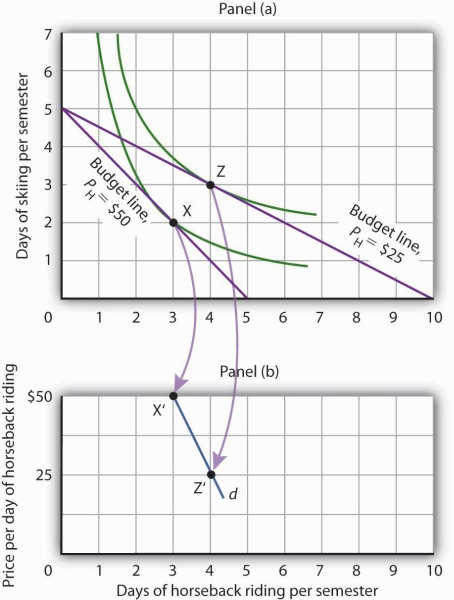 Panel (a)
Days of skiing per semester
7
6
5
4
3
2
1
0 1 2 3 4 5 6 7 8 9 10
Budget line,
PH = $50
X
Z
Budget line,
PH = $25
Panel (b)
Price per day of horseback riding
$50
25
X'
Z'
d
0 1 2 3 4 5 6 7 8 9 10
Days of horseback riding per semester